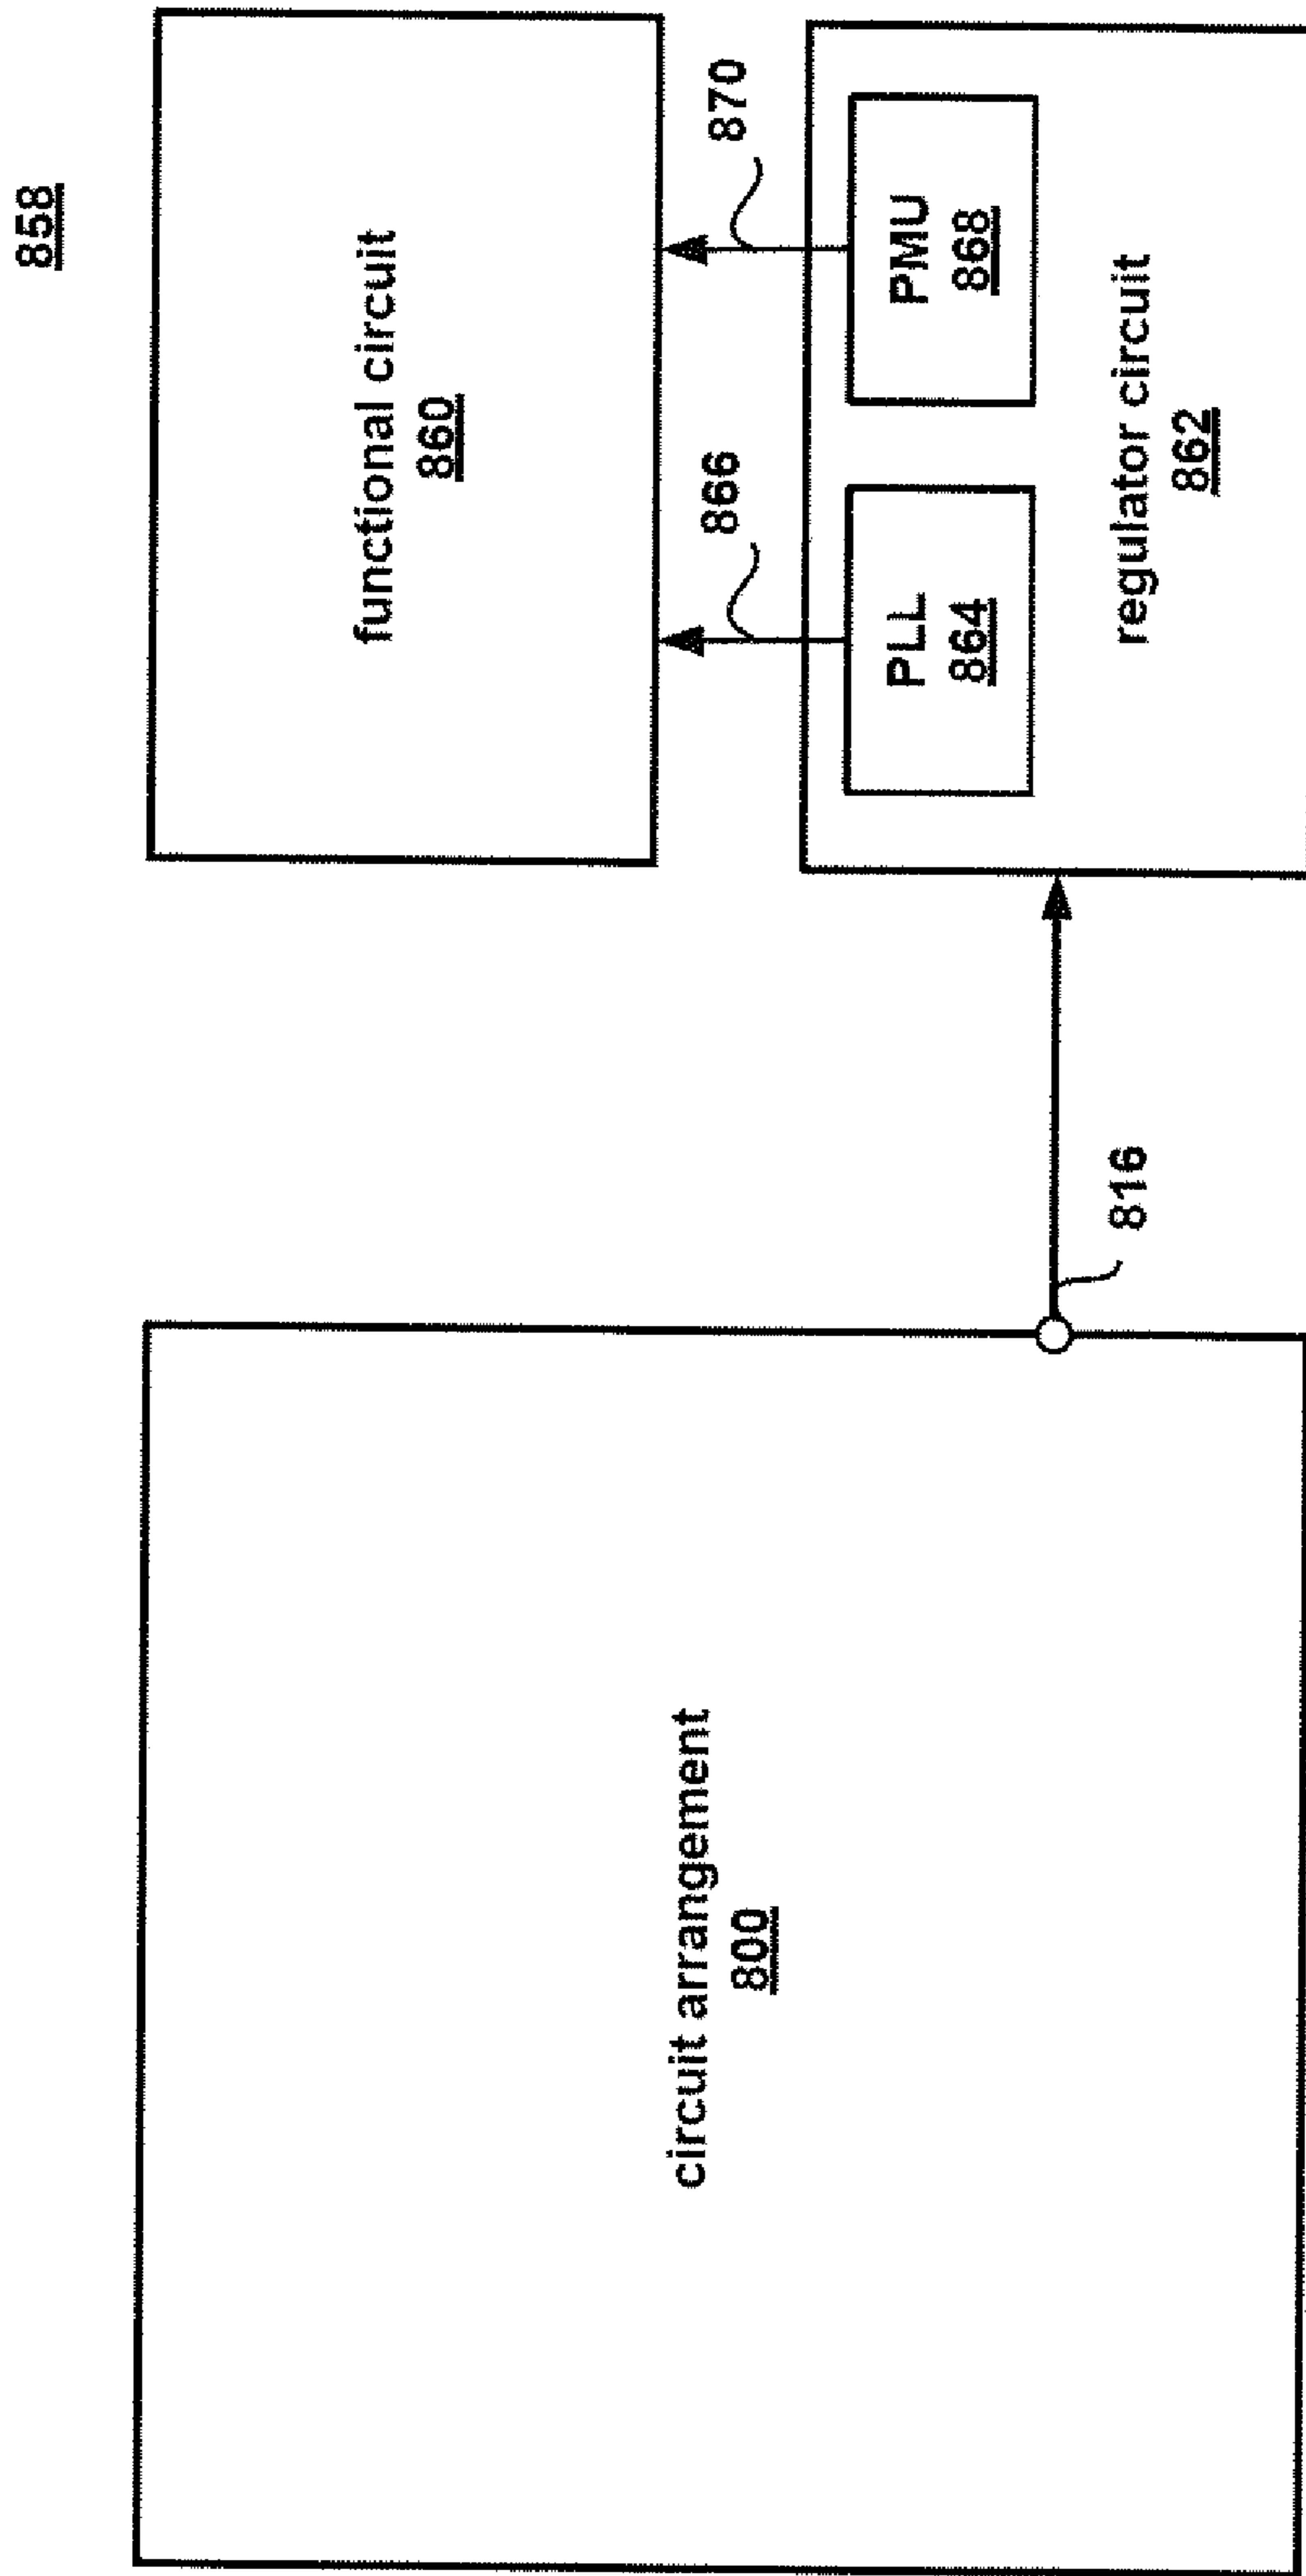 858
functional circuit
860
870
866
PMU
868
PLL
864
regulator circuit
862
816
circuit arrangement
800